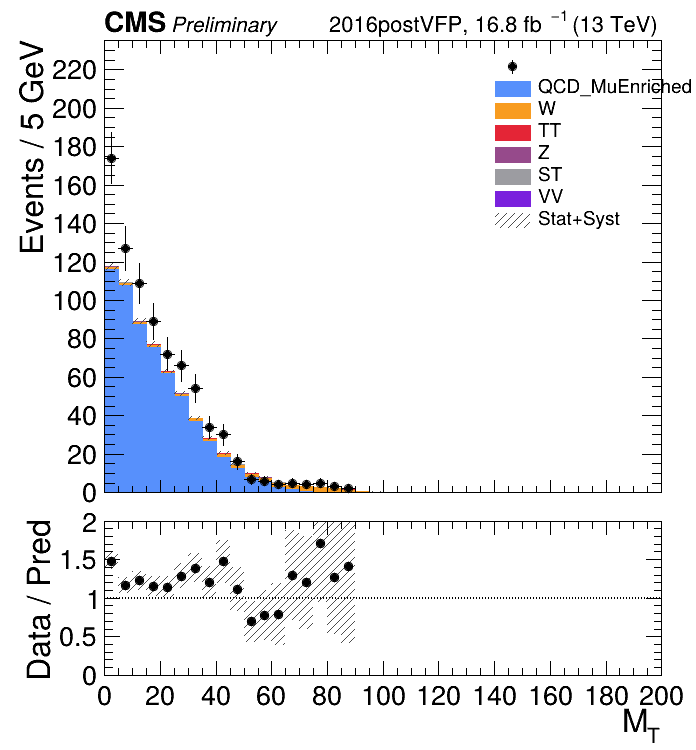 CMS Preliminary 2016postVFP, 16.8 fb ⁻¹ (13 TeV)
Events / 5 GeV
220
200
180
160
140
120
100
80
60
40
20
0
QCD_MuEnriched
W
TT
Z
ST
VV
Stat+Syst
Data / Pred
2
1.5
1
0.5
0
0 20 40 60 80 100 120 140 160 180 200
M_T